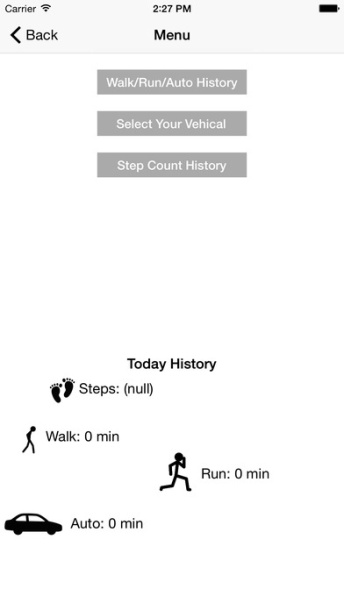 Carrier 2:27 PM
Back Menu
Walk/Run/Auto History
Select Your Vehical
Step Count History
Today History
Steps: (null)
Walk: 0 min
Run: 0 min
Auto: 0 min